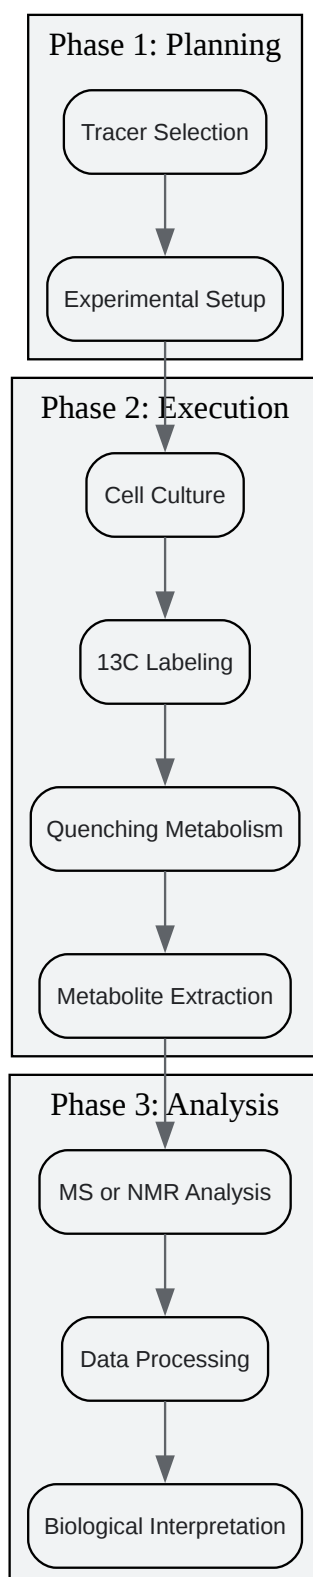 Phase 1: Planning
Tracer Selection
Experimental Setup
Phase 2: Execution
Cell Culture
13C Labeling
Quenching Metabolism
Metabolite Extraction
Phase 3: Analysis
MS or NMR Analysis
Data Processing
Biological Interpretation